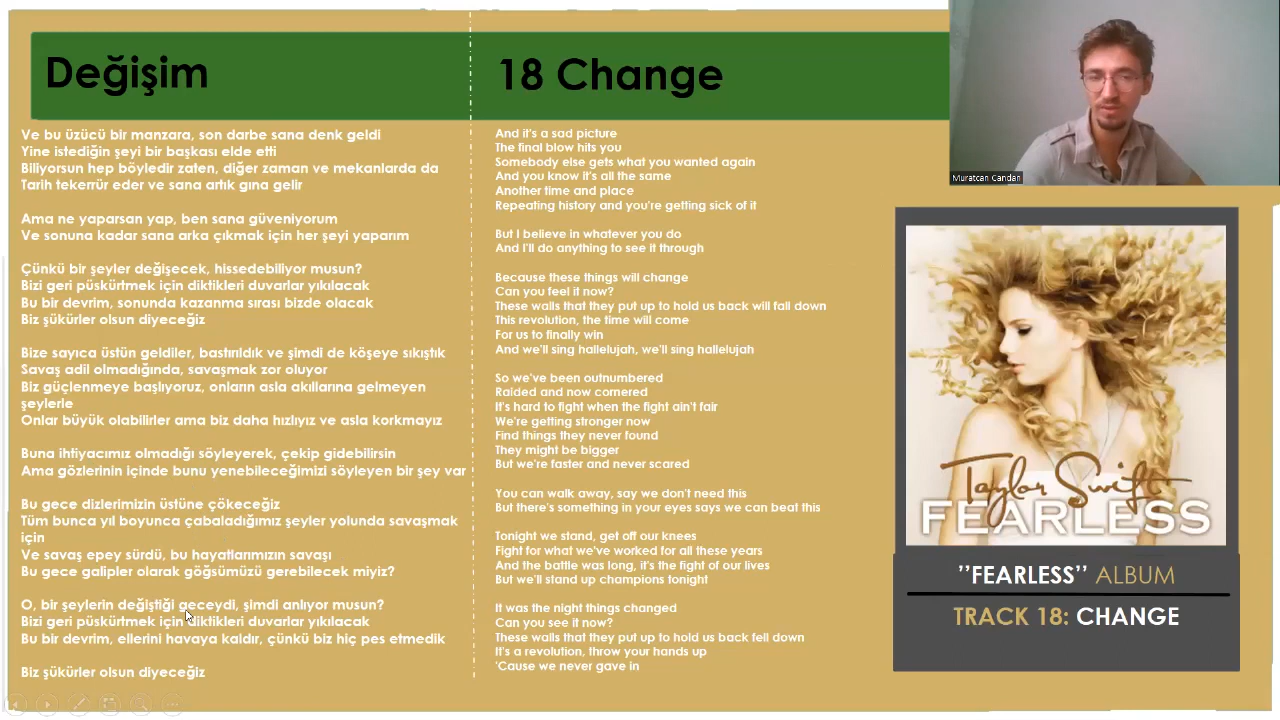 Değişim
Ve bu üzücü bir manzara, son darbe sana denk geldi
Yine istediğin şeyi bir başkası elde etti
Biliyorsun hep böyledir zaten, diğer zaman ve mekanlarda da
Tarih tekerrür eder ve sana artık gına gelir
Ama ne yaparsan yap, ben sana güveniyorum
Ve sonuna kadar sana arka çıkmak için her şeyi yaparım
Çünkü bir şeyler değişecek, hissedebiliyor musun?
Bizi geri püskürtmek için diktikleri duvarlar yıkılacak
Bu bir devrim, sonunda kazanma sırası bizde olacak
Biz şükürler olsun diyeceğiz
Bize sayıca üstün geldiler, bastırıldık ve şimdi de köşeye sıkıştık
Savaş adil olmadığında, savaşmak zor oluyor
Biz güçlenmeye başlıyoruz, onların asla akıllarına gelmeyen
şeylerle
Onlar büyük olabilirler ama biz daha hızlıyız ve asla korkmayız
Buna ihtiyacımız olmadığı söyleyerek, çekip gidebilirsin
Ama gözlerinin içinde bunu yenebileceğimizi söyleyen bir şey var
Bu gece dizlerimizin üstüne çökeceğiz
Tüm bunca yıl boyunca çabaladığımız şeyler yolunda savaşmak
için
Ve savaş epey sürdü, bu hayatlarımızın savaşı
Bu gece galipler olarak göğsümüzü gerebilecek miyiz?
O, bir şeylerin değiştiği geceydi, şimdi anlıyor musun?
Bizi geri püskürtmek için diktikleri duvarlar yıkılacak
Bu bir devrim, ellerini havaya kaldır, çünkü biz hiç pes etmedik
Biz şükürler olsun diyeceğiz
18 Change
And it's a sad picture
The final blow hits you
Somebody else gets what you wanted again
And you know it's all the same
Another time and place
Repeating history and you're getting sick of it
But I believe in whatever you do
And I'll do anything to see it through
Because these things will change
Can you feel it now?
These walls that they put up to hold us back will fall down
This revolution, the time will come
For us to finally win
And we'll sing hallelujah, we'll sing hallelujah
So we've been outnumbered
Raided and now cornered
It's hard to fight when the fight ain't fair
We're getting stronger now
Find things they never found
They might be bigger
But we're faster and never scared
You can walk away, say we don't need this
But there's something in your eyes says we can beat this
Tonight we stand, get off our knees
Fight for what we've worked for all these years
And the battle was long, it's the fight of our lives
But we'll stand up champions tonight
It was the night things changed
Can you see it now?
These walls that they put up to hold us back fell down
It's a revolution, throw your hands up
'Cause we never gave in
Muratcan Candan
Taylor Swift
FEARLESS
’’FEARLESS’’ ALBUM
TRACK 18: CHANGE